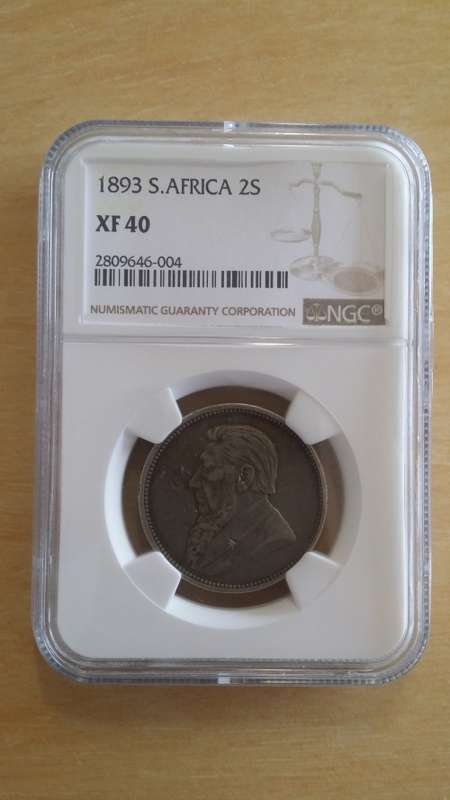 1893 S.AFRICA 2S
XF 40
2809646-004
NUMISMATIC GUARANTY CORPORATION NGC®